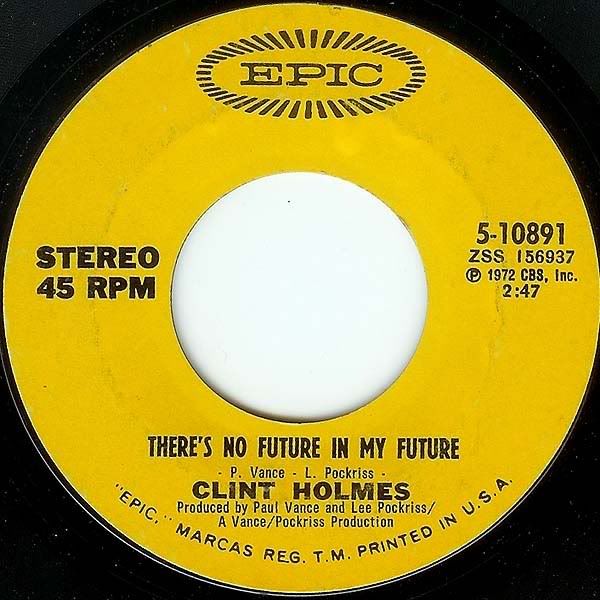 EPIC
STEREO
45 RPM
5-10891
ZSS 156937
Ⓟ 1972 CBS, Inc.
2:47
THERE'S NO FUTURE IN MY FUTURE
- P. Vance - L. Pockriss -
CLINT HOLMES
Produced by Paul Vance and Lee Pockriss/
A Vance/Pockriss Production
"EPIC," MARCAS REG. T.M. PRINTED IN U.S.A.